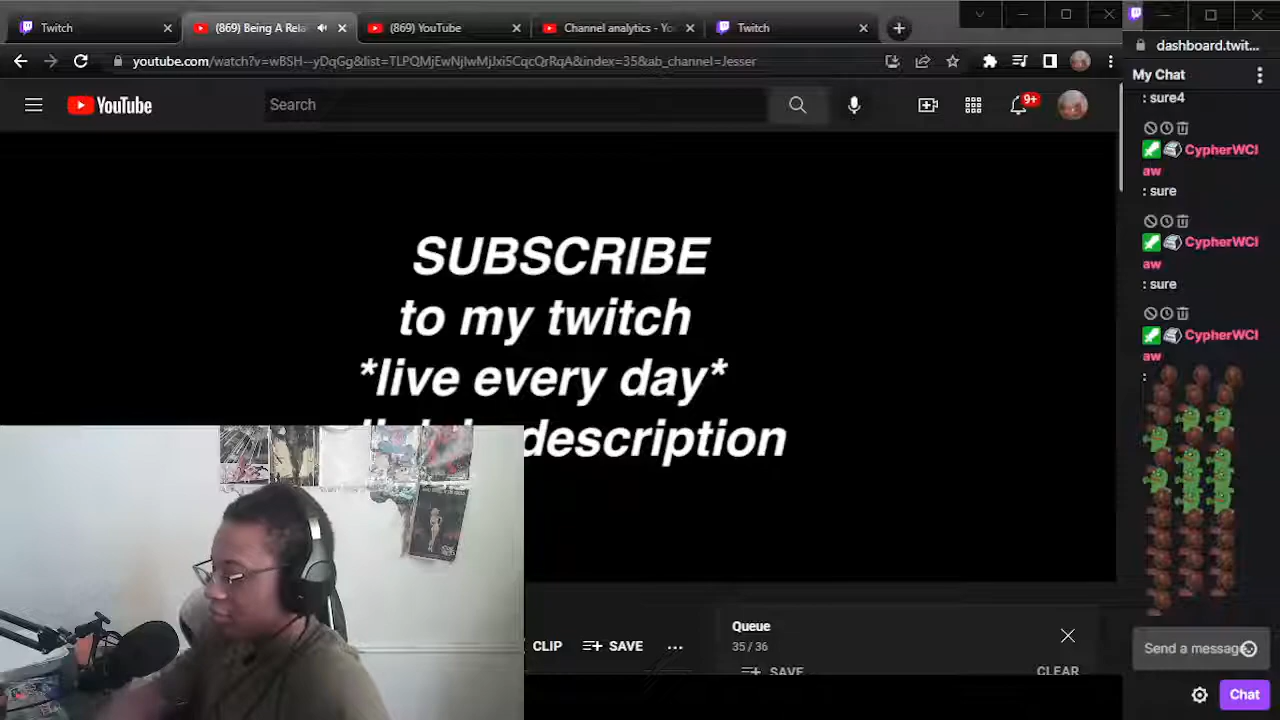 Twitch
(869) Being A Rela
(869) YouTube
Channel analytics - Yo
Twitch
youtube.com/watch?v=wBSH--yDqGg&list=TLPQMjEwNjIwMjJxi5CqcQrRqA&index=35&ab_channel=Jesser
dashboard.twit...
YouTube
Search
9+
My Chat
: sure4
CypherWCl
aw
: sure
CypherWCl
aw
: sure
CypherWCl
aw
:
SUBSCRIBE
to my twitch
*live every day*
description
CLIP
SAVE
...
Queue
35 / 36
SAVE
CLEAR
Send a message
Chat